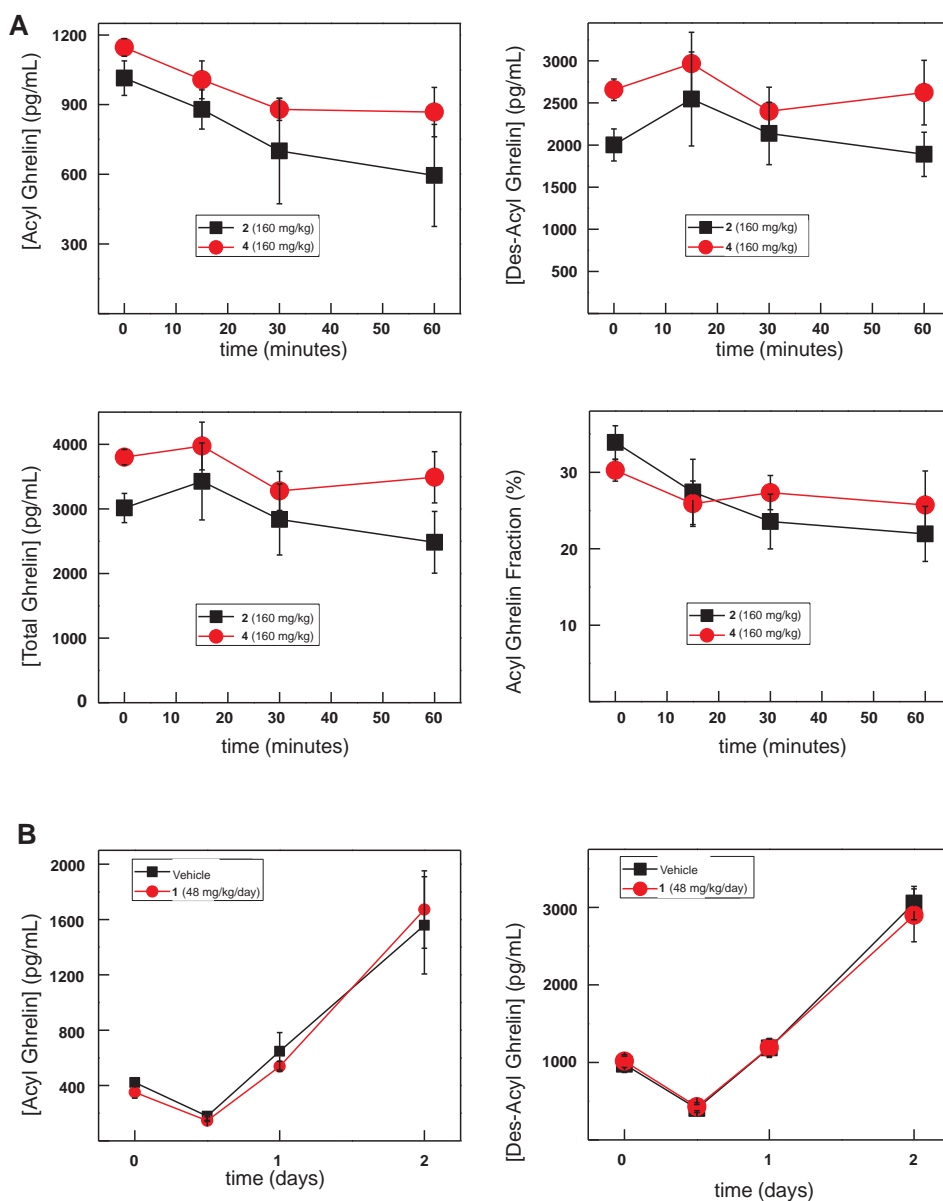 A
[Acyl Ghrelin] (pg/mL)
1200
900
600
300
2 (160 mg/kg)
4 (160 mg/kg)
0 10 20 30 40 50 60
time (minutes)
[Des-Acyl Ghrelin] (pg/mL)
3000
2500
2000
1500
1000
500
2 (160 mg/kg)
4 (160 mg/kg)
0 10 20 30 40 50 60
time (minutes)
[Total Ghrelin] (pg/mL)
4000
3000
2000
1000
0
2 (160 mg/kg)
4 (160 mg/kg)
0 10 20 30 40 50 60
time (minutes)
Acyl Ghrelin Fraction (%)
30
20
10
2 (160 mg/kg)
4 (160 mg/kg)
0 10 20 30 40 50 60
time (minutes)
B
[Acyl Ghrelin] (pg/mL)
2000
1600
1200
800
400
Vehicle
1 (48 mg/kg/day)
0 1 2
time (days)
[Des-Acyl Ghrelin] (pg/mL)
3000
2000
1000
Vehicle
1 (48 mg/kg/day)
0 1 2
time (days)